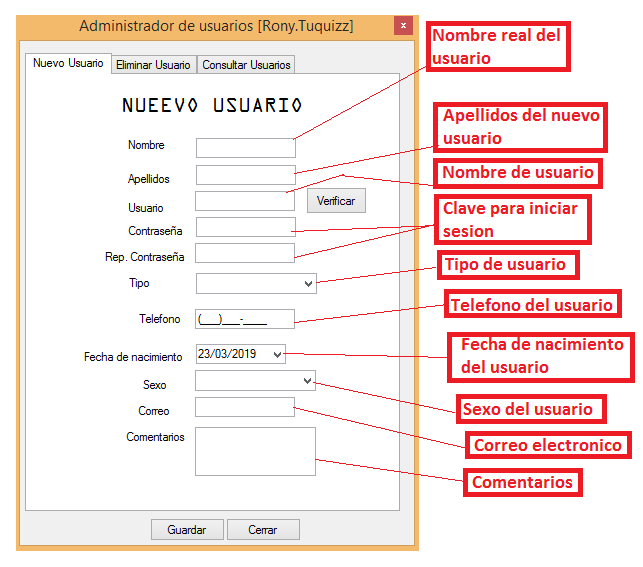 Administrador de usuarios [Rony.Tuquizz]
x
Nuevo Usuario
Eliminar Usuario
Consultar Usuarios
NUEEVO USUARIO
Nombre
Apellidos
Usuario
Verificar
Contraseña
Rep. Contraseña
Tipo
Telefono
(___)___-____
Fecha de nacimiento
23/03/2019
Sexo
Correo
Comentarios
Guardar
Cerrar
Nombre real del
usuario
Apellidos del nuevo
usuario
Nombre de usuario
Clave para iniciar
sesion
Tipo de usuario
Telefono del usuario
Fecha de nacimiento
del usuario
Sexo del usuario
Correo electronico
Comentarios